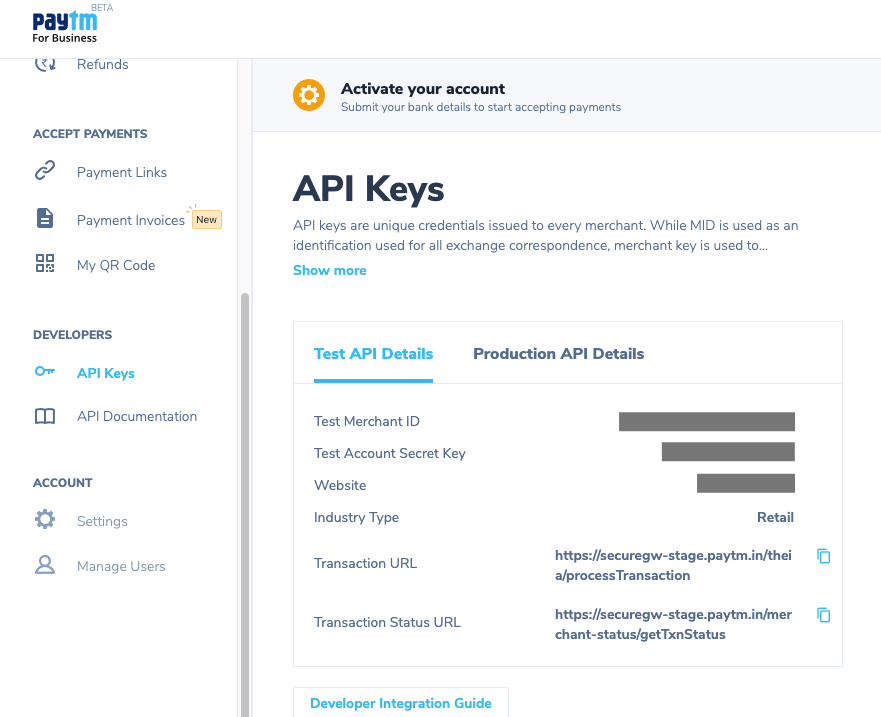 paytm BETA
For Business
Refunds
ACCEPT PAYMENTS
Payment Links
Payment Invoices New
My QR Code
DEVELOPERS
API Keys
API Documentation
ACCOUNT
Settings
Manage Users
Activate your account
Submit your bank details to start accepting payments
API Keys
API keys are unique credentials issued to every merchant. While MID is used as an
identification used for all exchange correspondence, merchant key is used to...
Show more
Test API Details Production API Details
Test Merchant ID
Test Account Secret Key
Website
Industry Type Retail
Transaction URL https://securegw-stage.paytm.in/thei
a/processTransaction
Transaction Status URL https://securegw-stage.paytm.in/mer
chant-status/getTxnStatus
Developer Integration Guide